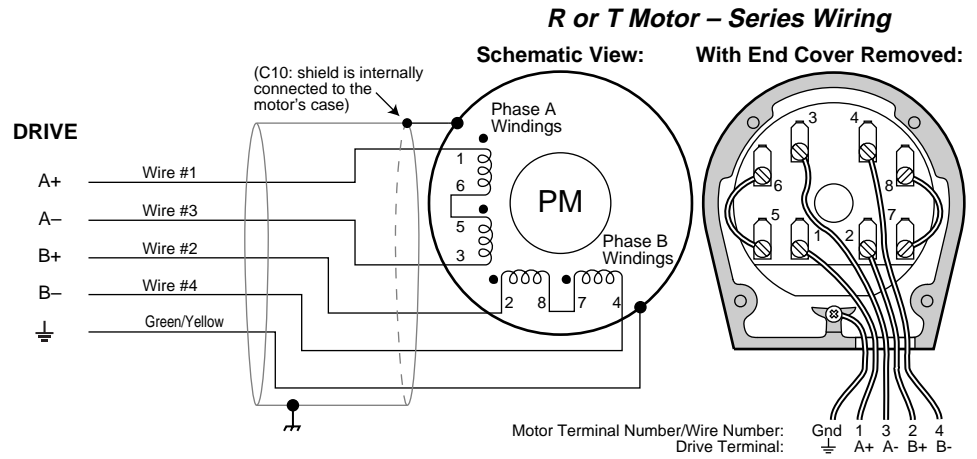 R or T Motor – Series Wiring
Schematic View:
With End Cover Removed:
(C10: shield is internally
connected to the
motor's case)
DRIVE
A+
Wire #1
A–
Wire #3
B+
Wire #2
B–
Wire #4
Green/Yellow
Phase A
Windings
1
6
5
3
PM
Phase B
Windings
2 8 7 4
3 4
6 8
5 1 2 7
Motor Terminal Number/Wire Number: Gnd 1 3 2 4
Drive Terminal: A+ A- B+ B-